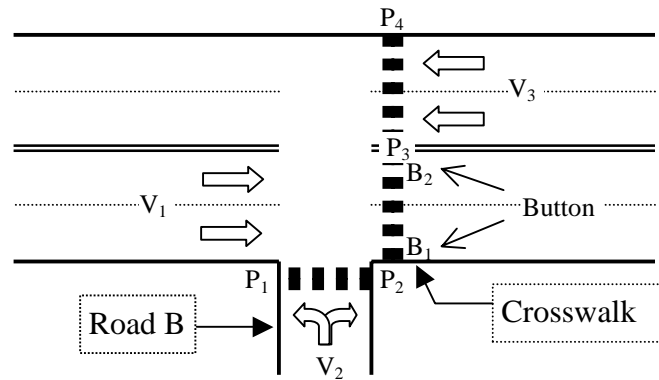 P₄
V₃
P₃
B₂
V₁
Button
B₁
P₁
P₂
Road B
Crosswalk
V₂